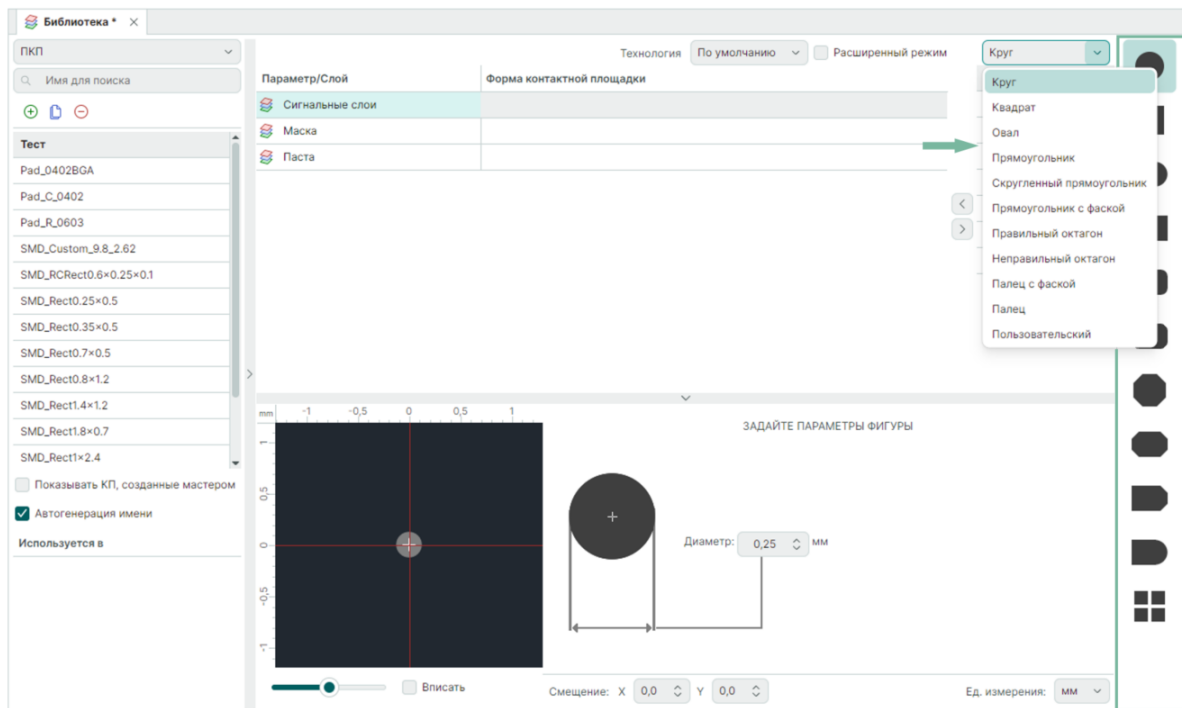 Библиотека *
ПКП
Имя для поиска
Тест
Pad_0402BGA
Pad_C_0402
Pad_R_0603
SMD_Custom_9.8_2.62
SMD_RCRect0.6×0.25×0.1
SMD_Rect0.25×0.5
SMD_Rect0.35×0.5
SMD_Rect0.7×0.5
SMD_Rect0.8×1.2
SMD_Rect1.4×1.2
SMD_Rect1.8×0.7
SMD_Rect1×2.4
Показывать КП, созданные мастером
Автогенерация имени
Используется в
Технология По умолчанию Расширенный режим Круг
Параметр/Слой Форма контактной площадки
Сигнальные слои
Маска
Паста
Круг
Квадрат
Овал
Прямоугольник
Скругленный прямоугольник
Прямоугольник с фаской
Правильный октагон
Неправильный октагон
Палец с фаской
Палец
Пользовательский
mm -1 -0,5 0 0,5 1
1
0,5
0
-0,5
-1
ЗАДАЙТЕ ПАРАМЕТРЫ ФИГУРЫ
Диаметр: 0,25 мм
Вписать
Смещение: X 0,0 Y 0,0
Ед. измерения: мм